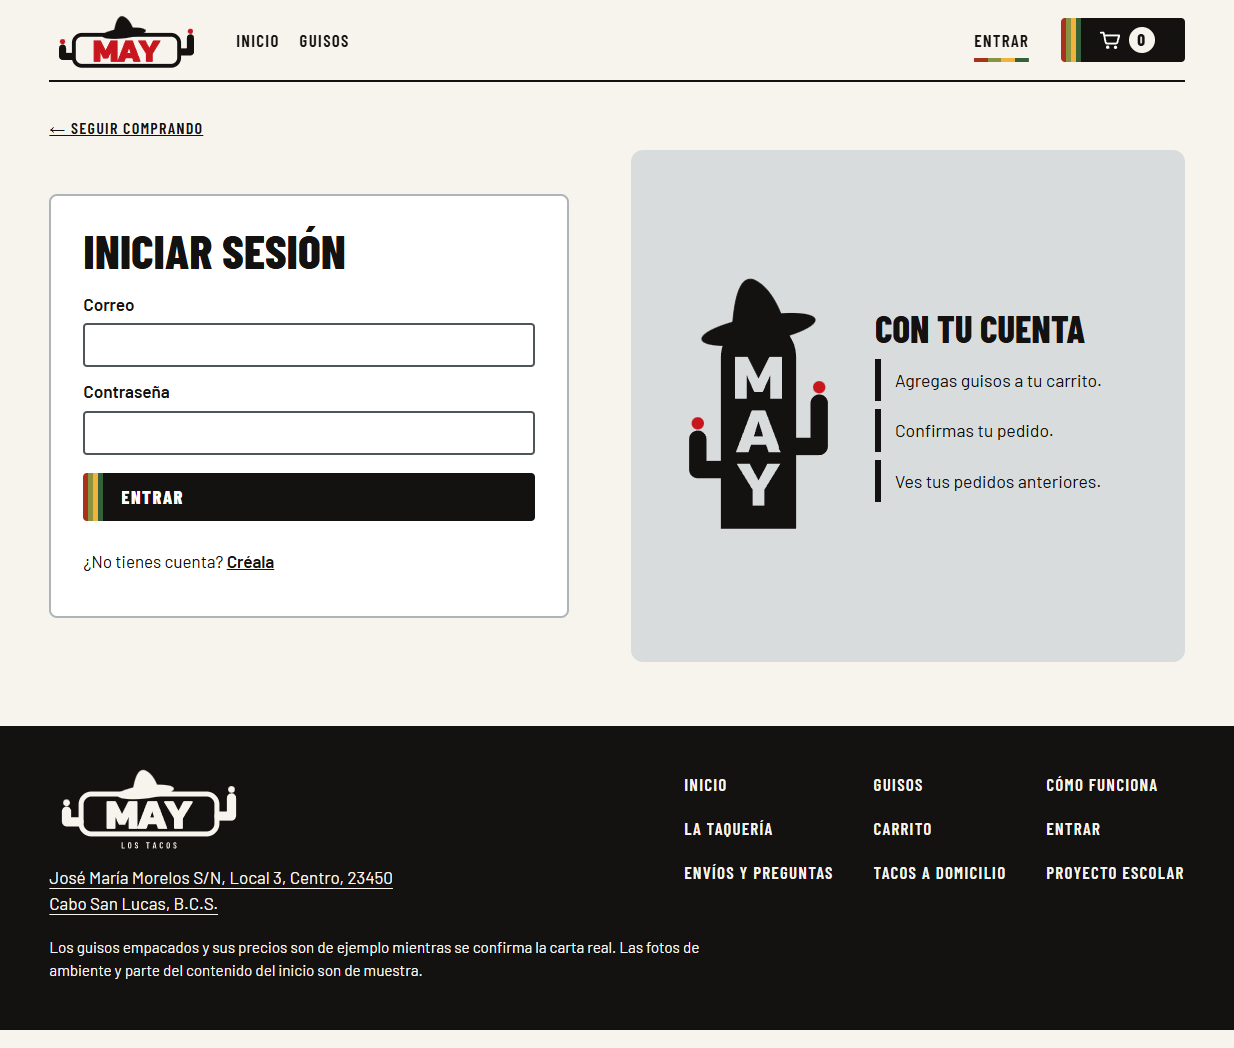 MAY
INICIO
GUISOS
ENTRAR
0
← SEGUIR COMPRANDO
INICIAR SESIÓN
Correo
Contraseña
ENTRAR
¿No tienes cuenta? Créala
MAY
CON TU CUENTA
Agregas guisos a tu carrito.
Confirmas tu pedido.
Ves tus pedidos anteriores.
MAY
LOS TACOS
José María Morelos S/N, Local 3, Centro, 23450
Cabo San Lucas, B.C.S.
INICIO
GUISOS
CÓMO FUNCIONA
LA TAQUERÍA
CARRITO
ENTRAR
ENVÍOS Y PREGUNTAS
TACOS A DOMICILIO
PROYECTO ESCOLAR
Los guisos empacados y sus precios son de ejemplo mientras se confirma la carta real. Las fotos de
ambiente y parte del contenido del inicio son de muestra.